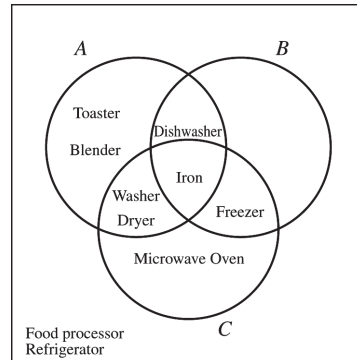 A
B
Toaster
Dishwasher
Blender
Iron
Washer
Dryer
Freezer
Microwave Oven
C
Food processor
Refrigerator